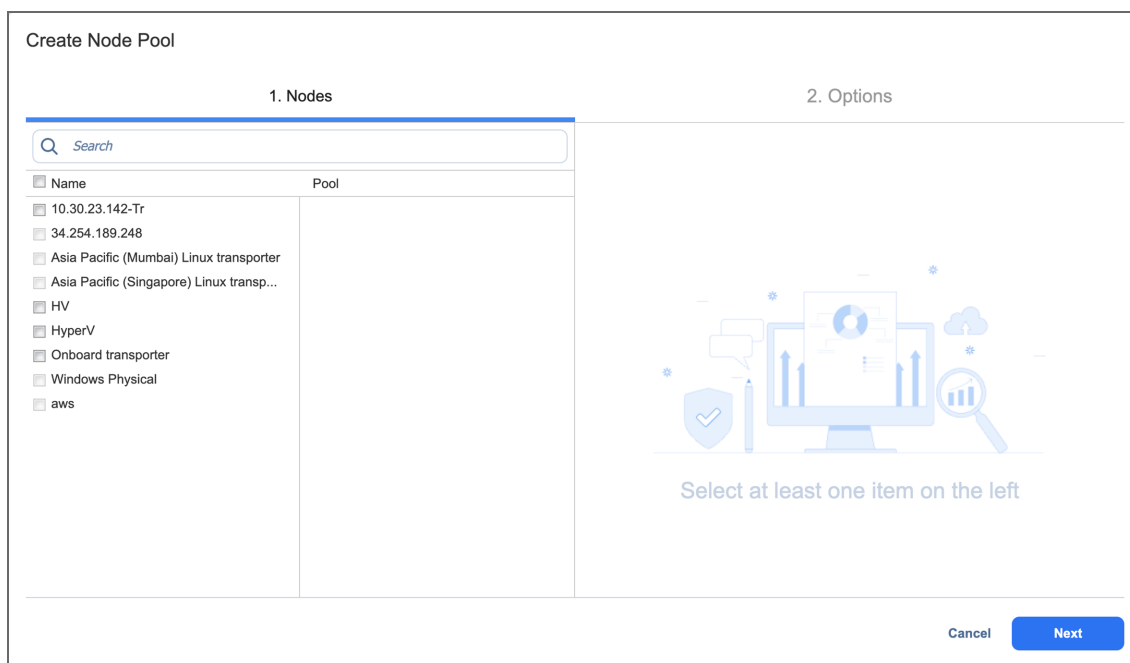 Create Node Pool
1. Nodes
2. Options
Search
Name Pool
10.30.23.142-Tr
34.254.189.248
Asia Pacific (Mumbai) Linux transporter
Asia Pacific (Singapore) Linux transp...
HV
HyperV
Onboard transporter
Windows Physical
aws
Select at least one item on the left
Cancel Next